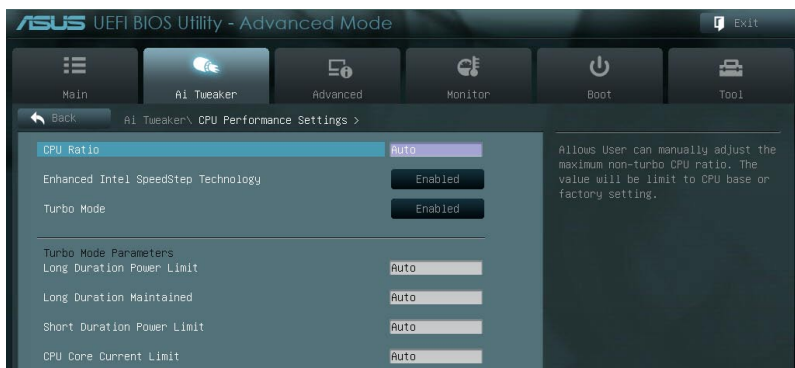 ASUS UEFI BIOS Utility - Advanced Mode
Exit
Main
Ai Tweaker
Advanced
Monitor
Boot
Tool
Back
Ai Tweaker\ CPU Performance Settings >
CPU Ratio
Auto
Enhanced Intel SpeedStep Technology
Enabled
Turbo Mode
Enabled
Turbo Mode Parameters
Long Duration Power Limit
Auto
Long Duration Maintained
Auto
Short Duration Power Limit
Auto
CPU Core Current Limit
Auto
Allows User can manually adjust the
maximum non-turbo CPU ratio. The
value will be limit to CPU base or
factory setting.